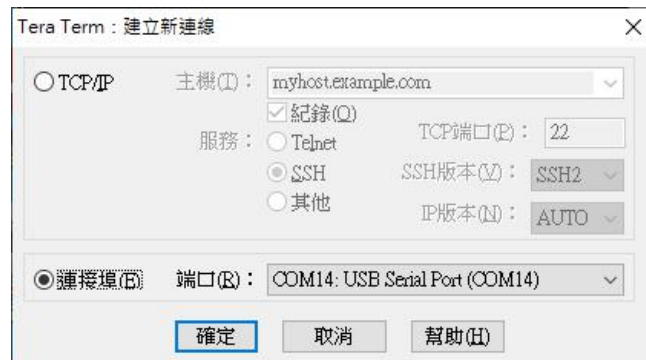 Tera Term：建立新連線
TCP/IP 主機(T)： myhost.example.com
紀錄(O)
服務： Telnet TCP端口(P)： 22
SSH SSH版本(V)： SSH2
其他 IP版本(N)： AUTO
連接埠(E) 端口(R)： COM14: USB Serial Port (COM14)
確定 取消 幫助(H)